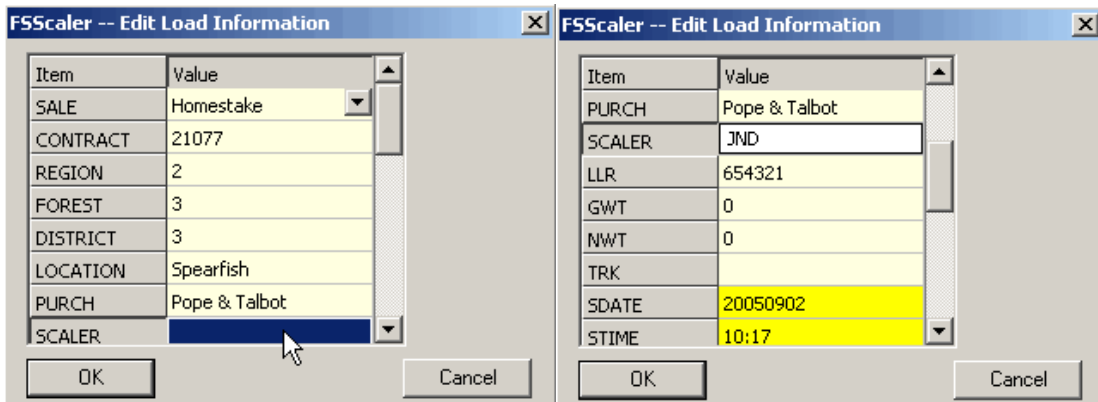 FSScaler -- Edit Load Information
Item Value
SALE Homestake
CONTRACT 21077
REGION 2
FOREST 3
DISTRICT 3
LOCATION Spearfish
PURCH Pope & Talbot
SCALER
OK Cancel
FSScaler -- Edit Load Information
Item Value
PURCH Pope & Talbot
SCALER JND
LLR 654321
GWT 0
NWT 0
TRK
SDATE 20050902
STIME 10:17
OK Cancel